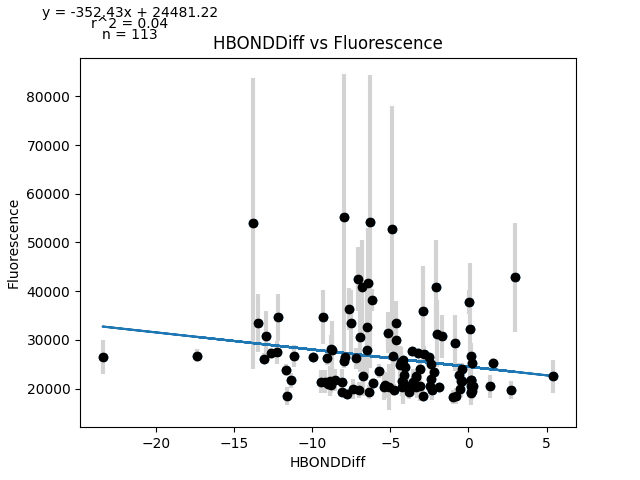 y = -352.43x + 24481.22
r^2 = 0.04
n = 113
HBONDDiff vs Fluorescence
Fluorescence
80000
70000
60000
50000
40000
30000
20000
−20
−15
−10
−5
0
5
HBONDDiff